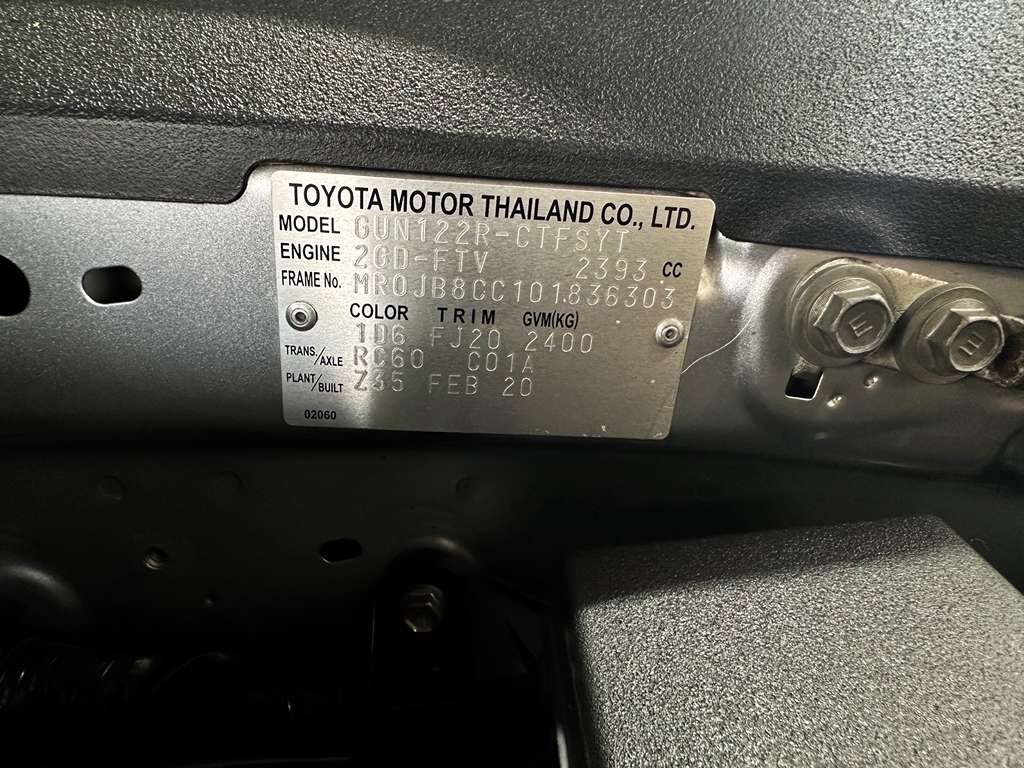 TOYOTA MOTOR THAILAND CO., LTD.
MODEL GUN122R-CTFSYT
ENGINE 2GD-FTV 2393 CC
FRAME No. MR0JB8CC101836303
COLOR TRIM GVM(KG)
1D6 FJ20 2400
TRANS./AXLE RC60 C01A
PLANT/BUILT Z55 FEB 20
02060